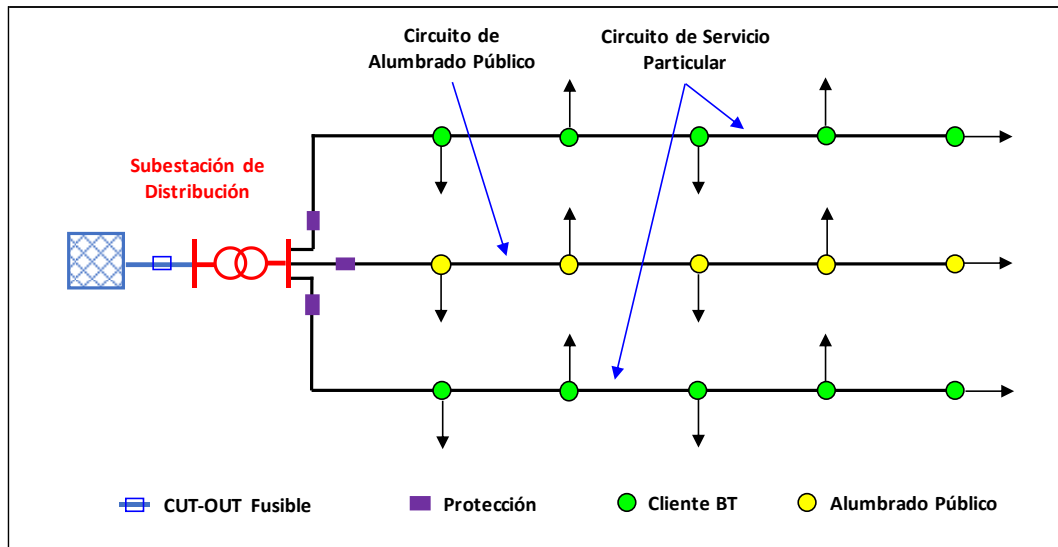 Circuito de
Alumbrado Público
Circuito de Servicio
Particular
Subestación de
Distribución
CUT-OUT Fusible
Protección
Cliente BT
Alumbrado Público